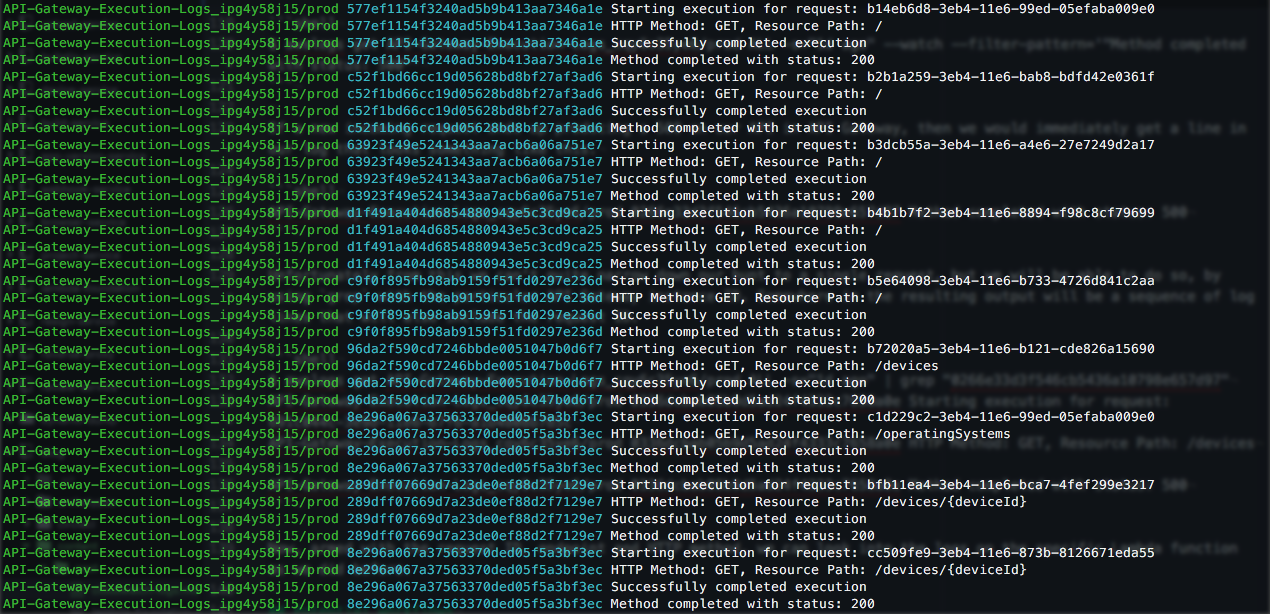 API-Gateway-Execution-Logs_ipg4y58j15/prod 577ef1154f3240ad5b9b413aa7346a1e Starting execution for request: b14eb6d8-3eb4-11e6-99ed-05efaba009e0
API-Gateway-Execution-Logs_ipg4y58j15/prod 577ef1154f3240ad5b9b413aa7346a1e HTTP Method: GET, Resource Path: /
API-Gateway-Execution-Logs_ipg4y58j15/prod 577ef1154f3240ad5b9b413aa7346a1e Successfully completed execution
API-Gateway-Execution-Logs_ipg4y58j15/prod 577ef1154f3240ad5b9b413aa7346a1e Method completed with status: 200
API-Gateway-Execution-Logs_ipg4y58j15/prod c52f1bd66cc19d05628bd8bf27af3ad6 Starting execution for request: b2b1a259-3eb4-11e6-bab8-bdfd42e0361f
API-Gateway-Execution-Logs_ipg4y58j15/prod c52f1bd66cc19d05628bd8bf27af3ad6 HTTP Method: GET, Resource Path: /
API-Gateway-Execution-Logs_ipg4y58j15/prod c52f1bd66cc19d05628bd8bf27af3ad6 Successfully completed execution
API-Gateway-Execution-Logs_ipg4y58j15/prod c52f1bd66cc19d05628bd8bf27af3ad6 Method completed with status: 200
API-Gateway-Execution-Logs_ipg4y58j15/prod 63923f49e5241343aa7acb6a06a751e7 Starting execution for request: b3dcb55a-3eb4-11e6-a4e6-27e7249d2a17
API-Gateway-Execution-Logs_ipg4y58j15/prod 63923f49e5241343aa7acb6a06a751e7 HTTP Method: GET, Resource Path: /
API-Gateway-Execution-Logs_ipg4y58j15/prod 63923f49e5241343aa7acb6a06a751e7 Successfully completed execution
API-Gateway-Execution-Logs_ipg4y58j15/prod 63923f49e5241343aa7acb6a06a751e7 Method completed with status: 200
API-Gateway-Execution-Logs_ipg4y58j15/prod d1f491a404d6854880943e5c3cd9ca25 Starting execution for request: b4b1b7f2-3eb4-11e6-8894-f98c8cf79699
API-Gateway-Execution-Logs_ipg4y58j15/prod d1f491a404d6854880943e5c3cd9ca25 HTTP Method: GET, Resource Path: /
API-Gateway-Execution-Logs_ipg4y58j15/prod d1f491a404d6854880943e5c3cd9ca25 Successfully completed execution
API-Gateway-Execution-Logs_ipg4y58j15/prod d1f491a404d6854880943e5c3cd9ca25 Method completed with status: 200
API-Gateway-Execution-Logs_ipg4y58j15/prod c9f0f895fb98ab9159f51fd0297e236d Starting execution for request: b5e64098-3eb4-11e6-b733-4726d841c2aa
API-Gateway-Execution-Logs_ipg4y58j15/prod c9f0f895fb98ab9159f51fd0297e236d HTTP Method: GET, Resource Path: /
API-Gateway-Execution-Logs_ipg4y58j15/prod c9f0f895fb98ab9159f51fd0297e236d Successfully completed execution
API-Gateway-Execution-Logs_ipg4y58j15/prod c9f0f895fb98ab9159f51fd0297e236d Method completed with status: 200
API-Gateway-Execution-Logs_ipg4y58j15/prod 96da2f590cd7246bbde0051047b0d6f7 Starting execution for request: b72020a5-3eb4-11e6-b121-cde826a15690
API-Gateway-Execution-Logs_ipg4y58j15/prod 96da2f590cd7246bbde0051047b0d6f7 HTTP Method: GET, Resource Path: /devices
API-Gateway-Execution-Logs_ipg4y58j15/prod 96da2f590cd7246bbde0051047b0d6f7 Successfully completed execution
API-Gateway-Execution-Logs_ipg4y58j15/prod 96da2f590cd7246bbde0051047b0d6f7 Method completed with status: 200
API-Gateway-Execution-Logs_ipg4y58j15/prod 8e296a067a37563370ded05f5a3bf3ec Starting execution for request: c1d229c2-3eb4-11e6-99ed-05efaba009e0
API-Gateway-Execution-Logs_ipg4y58j15/prod 8e296a067a37563370ded05f5a3bf3ec HTTP Method: GET, Resource Path: /operatingSystems
API-Gateway-Execution-Logs_ipg4y58j15/prod 8e296a067a37563370ded05f5a3bf3ec Successfully completed execution
API-Gateway-Execution-Logs_ipg4y58j15/prod 8e296a067a37563370ded05f5a3bf3ec Method completed with status: 200
API-Gateway-Execution-Logs_ipg4y58j15/prod 289dff07669d7a23de0ef88d2f7129e7 Starting execution for request: bfb11ea4-3eb4-11e6-bca7-4fef299e3217
API-Gateway-Execution-Logs_ipg4y58j15/prod 289dff07669d7a23de0ef88d2f7129e7 HTTP Method: GET, Resource Path: /devices/{deviceId}
API-Gateway-Execution-Logs_ipg4y58j15/prod 289dff07669d7a23de0ef88d2f7129e7 Successfully completed execution
API-Gateway-Execution-Logs_ipg4y58j15/prod 289dff07669d7a23de0ef88d2f7129e7 Method completed with status: 200
API-Gateway-Execution-Logs_ipg4y58j15/prod 8e296a067a37563370ded05f5a3bf3ec Starting execution for request: cc509fe9-3eb4-11e6-873b-8126671eda55
API-Gateway-Execution-Logs_ipg4y58j15/prod 8e296a067a37563370ded05f5a3bf3ec HTTP Method: GET, Resource Path: /devices/{deviceId}
API-Gateway-Execution-Logs_ipg4y58j15/prod 8e296a067a37563370ded05f5a3bf3ec Successfully completed execution
API-Gateway-Execution-Logs_ipg4y58j15/prod 8e296a067a37563370ded05f5a3bf3ec Method completed with status: 200